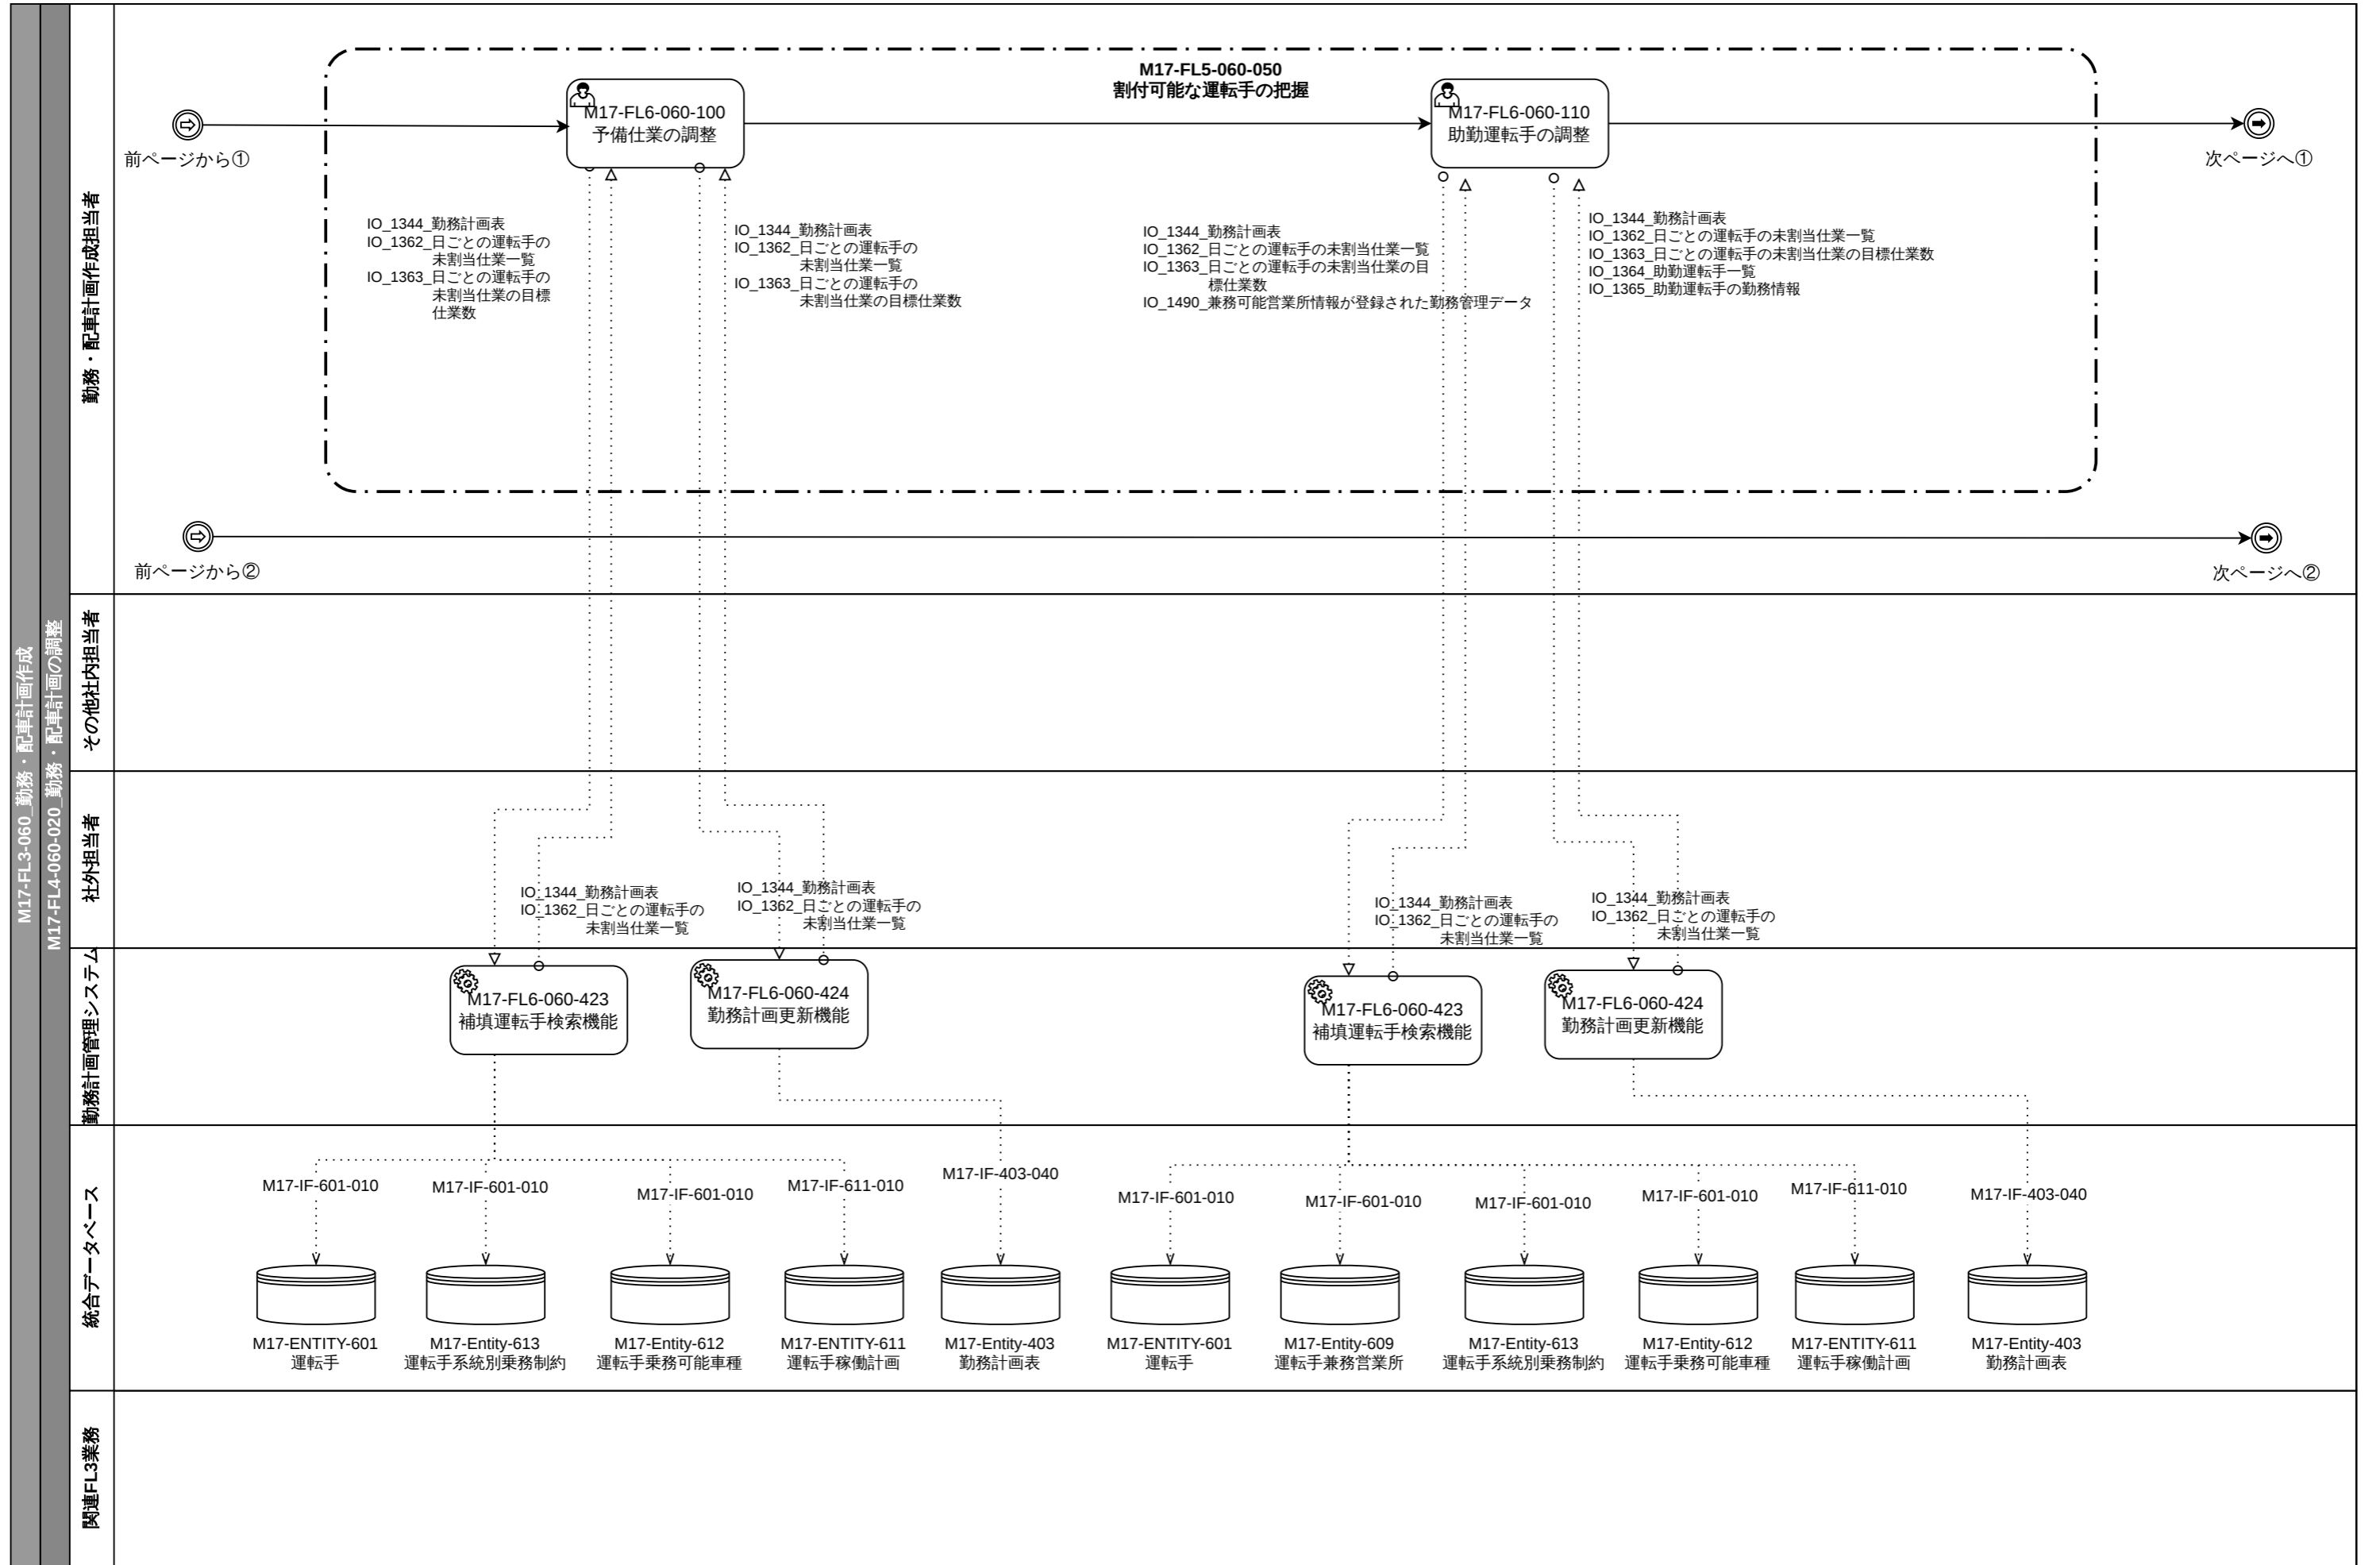 M17-FL3-060_勤務・配車計画作成
M17-FL4-060-020_勤務・配車計画の調整
勤務・配車計画作成担当者
M17-FL5-060-050
割付可能な運転手の把握
前ページから①
M17-FL6-060-100
予備仕業の調整
M17-FL6-060-110
助勤運転手の調整
次ページへ①
IO_1344_勤務計画表
IO_1362_日ごとの運転手の
未割当仕業一覧
IO_1363_日ごとの運転手の
未割当仕業の目標
仕業数
IO_1344_勤務計画表
IO_1362_日ごとの運転手の
未割当仕業一覧
IO_1363_日ごとの運転手の
未割当仕業の目標仕業数
IO_1344_勤務計画表
IO_1362_日ごとの運転手の未割当仕業一覧
IO_1363_日ごとの運転手の未割当仕業の目
標仕業数
IO_1490_兼務可能営業所情報が登録された勤務管理データ
IO_1344_勤務計画表
IO_1362_日ごとの運転手の未割当仕業一覧
IO_1363_日ごとの運転手の未割当仕業の目標仕業数
IO_1364_助勤運転手一覧
IO_1365_助勤運転手の勤務情報
前ページから②
次ページへ②
その他社内担当者
社外担当者
IO_1344_勤務計画表
IO_1362_日ごとの運転手の
未割当仕業一覧
IO_1344_勤務計画表
IO_1362_日ごとの運転手の
未割当仕業一覧
IO_1344_勤務計画表
IO_1362_日ごとの運転手の
未割当仕業一覧
IO_1344_勤務計画表
IO_1362_日ごとの運転手の
未割当仕業一覧
勤務計画管理システム
M17-FL6-060-423
補填運転手検索機能
M17-FL6-060-424
勤務計画更新機能
M17-FL6-060-423
補填運転手検索機能
M17-FL6-060-424
勤務計画更新機能
統合データベース
M17-IF-601-010
M17-IF-601-010
M17-IF-601-010
M17-IF-611-010
M17-IF-403-040
M17-IF-601-010
M17-IF-601-010
M17-IF-601-010
M17-IF-601-010
M17-IF-611-010
M17-IF-403-040
M17-ENTITY-601
運転手
M17-Entity-613
運転手系統別乗務制約
M17-Entity-612
運転手乗務可能車種
M17-ENTITY-611
運転手稼働計画
M17-Entity-403
勤務計画表
M17-ENTITY-601
運転手
M17-Entity-609
運転手兼務営業所
M17-Entity-613
運転手系統別乗務制約
M17-Entity-612
運転手乗務可能車種
M17-ENTITY-611
運転手稼働計画
M17-Entity-403
勤務計画表
関連FL3業務